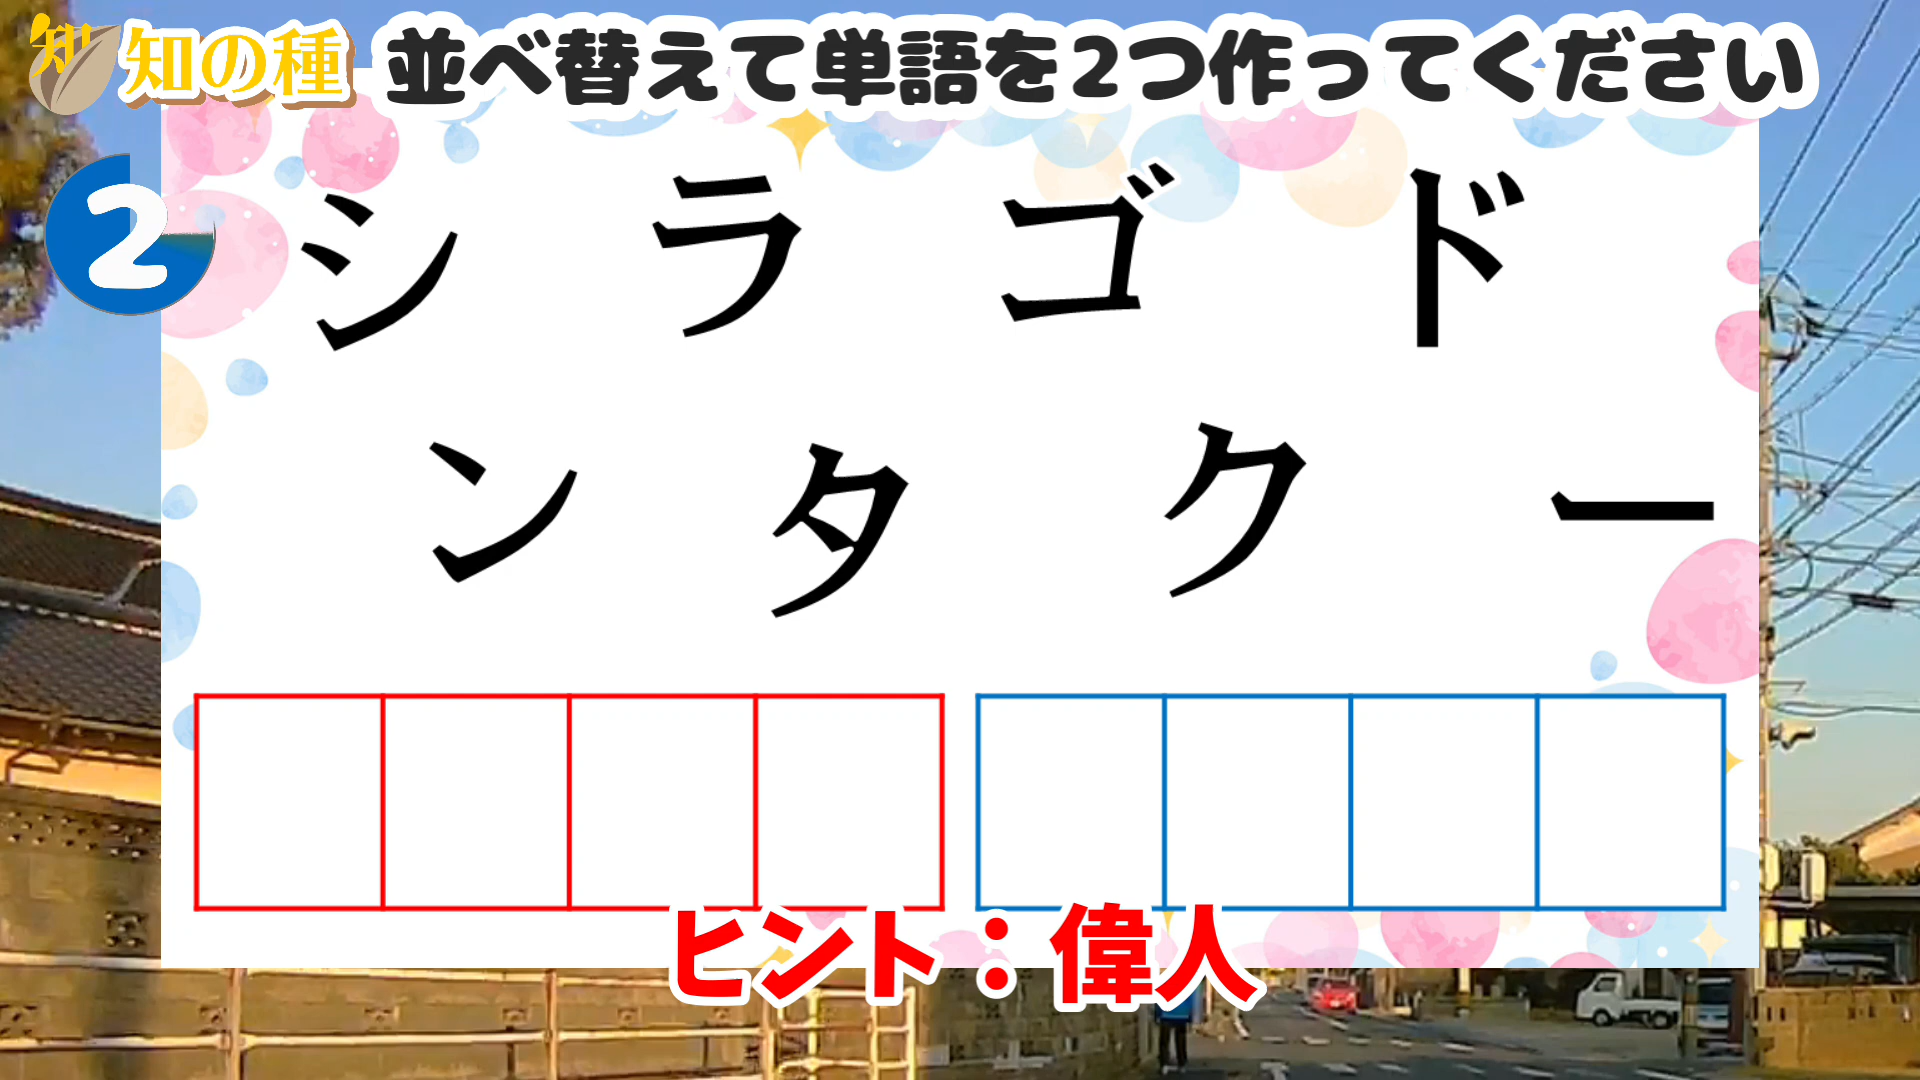 知 知の種 並べ替えて単語を2つ作ってください
2
シ ラ ゴ ド
ン タ ク ー
ヒント：偉人